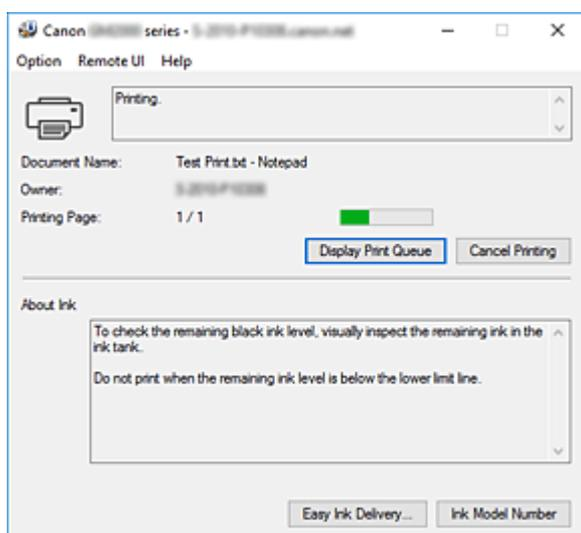 Canon series -
Option Remote UI Help
Printing.
Document Name: Test Print.txt - Notepad
Owner:
Printing Page: 1 / 1
Display Print Queue Cancel Printing
About Ink
To check the remaining black ink level, visually inspect the remaining ink in the
ink tank.
Do not print when the remaining ink level is below the lower limit line.
Easy Ink Delivery... Ink Model Number